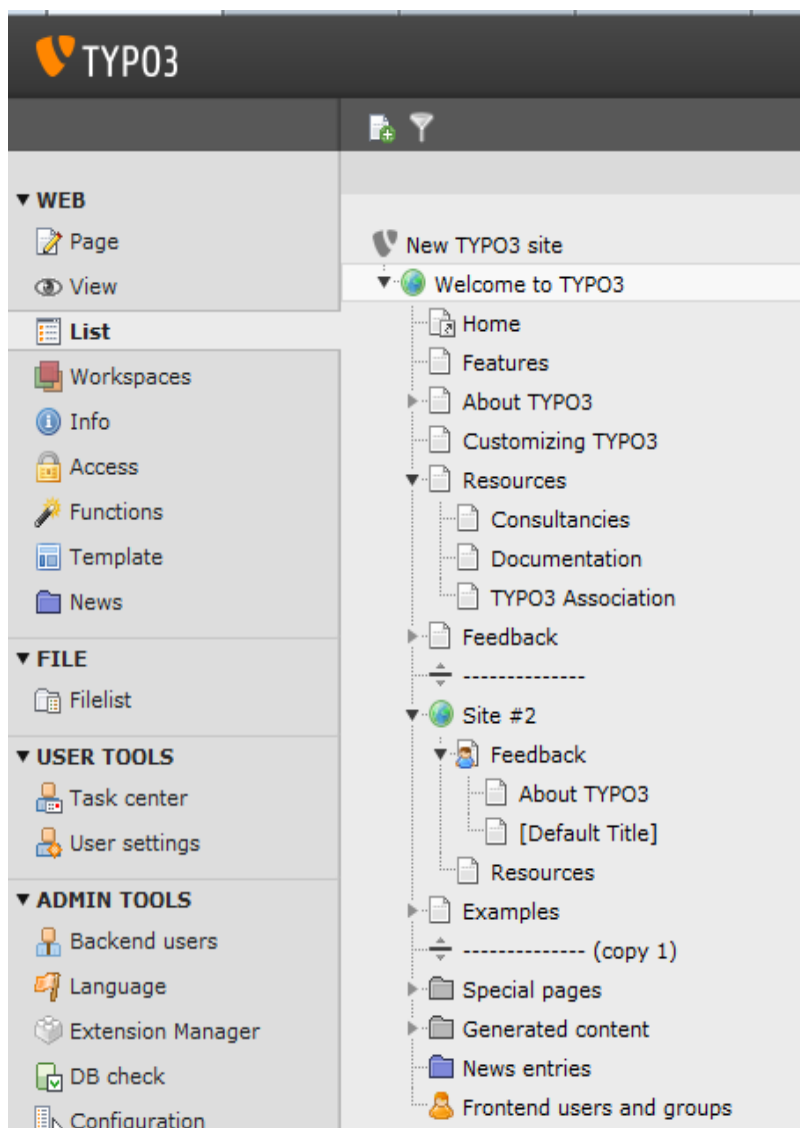 TYPO3
WEB
Page
View
List
Workspaces
Info
Access
Functions
Template
News
FILE
Filelist
USER TOOLS
Task center
User settings
ADMIN TOOLS
Backend users
Language
Extension Manager
DB check
Configuration
New TYPO3 site
Welcome to TYPO3
Home
Features
About TYPO3
Customizing TYPO3
Resources
Consultancies
Documentation
TYPO3 Association
Feedback
--------------
Site #2
Feedback
About TYPO3
[Default Title]
Resources
Examples
-------------- (copy 1)
Special pages
Generated content
News entries
Frontend users and groups